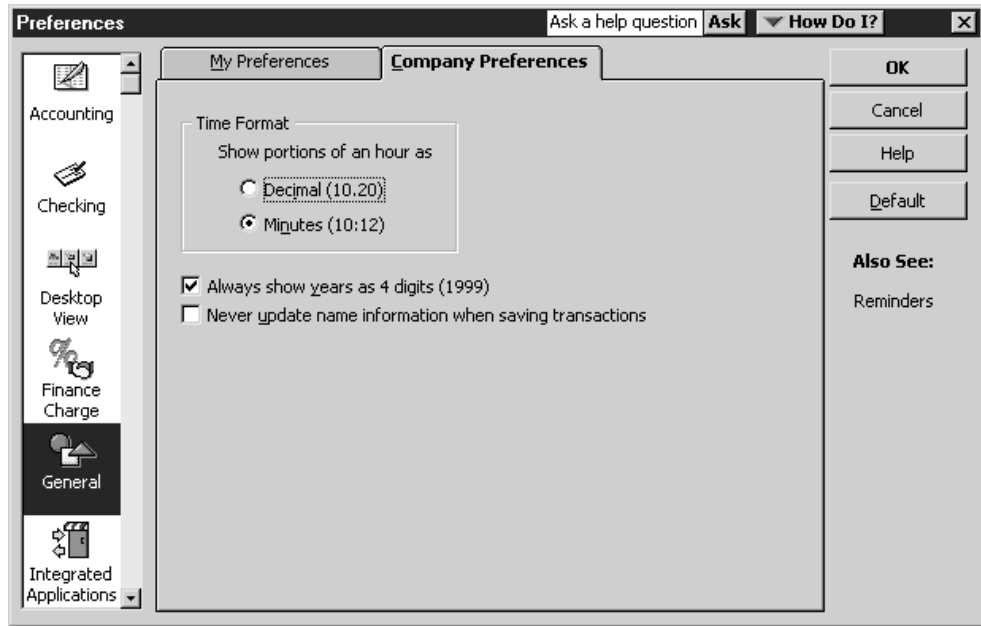 Preferences
Ask a help question Ask How Do I?
My Preferences
Company Preferences
Accounting
Checking
Desktop
View
Finance
Charge
General
Integrated
Applications
Time Format
Show portions of an hour as
Decimal (10.20)
Minutes (10:12)
Always show years as 4 digits (1999)
Never update name information when saving transactions
OK
Cancel
Help
Default
Also See:
Reminders